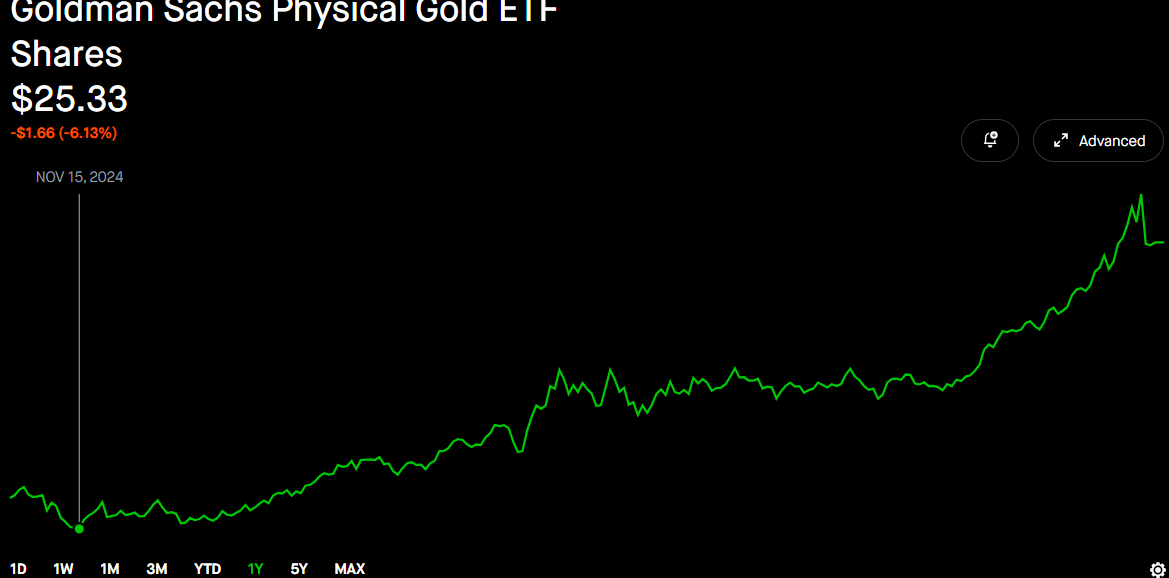 Goldman Sachs Physical Gold ETF
Shares
$25.33
-$1.66 (-6.13%)
Advanced
NOV 15, 2024
1D 1W 1M 3M YTD 1Y 5Y MAX